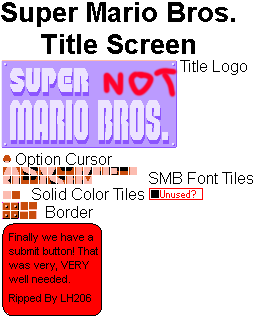 Super Mario Bros.
Title Screen
Title Logo
SUPER NOT
MARIO BROS.
Option Cursor
SMB Font Tiles
Solid Color Tiles
Unused?
Border
Finally we have a
submit button! That
was very, VERY
well needed.
Ripped By LH206